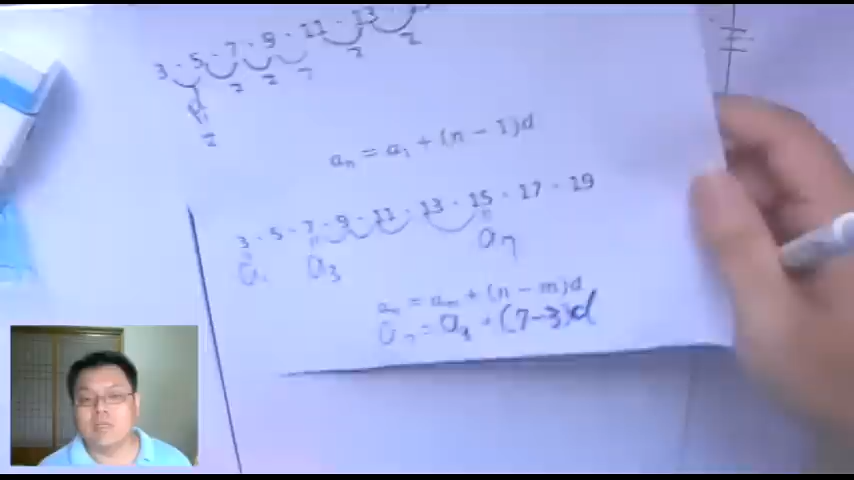 3 · 5 · 7 · 9 · 11 · 13
2 2 2 2 2
d
"
2
aₙ = a₁ + (n - 1)d
3 · 5 · 7 · 9 · 11 · 13 · 15 · 17 · 19
a₁ a₃ a₇
aₙ = aₘ + (n - m)d
a₇ = a₃ + (7-3)d